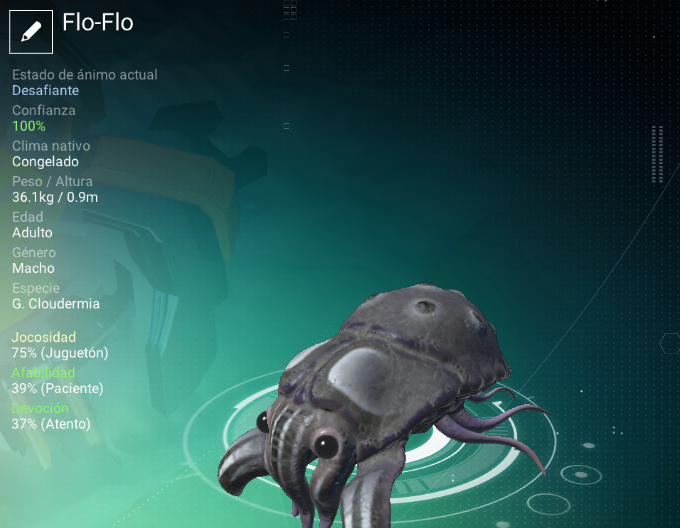 Flo-Flo
Estado de ánimo actual
Desafiante
Confianza
100%
Clima nativo
Congelado
Peso / Altura
36.1kg / 0.9m
Edad
Adulto
Género
Macho
Especie
G. Cloudermia
Jocosidad
75% (Juguetón)
Afabilidad
39% (Paciente)
Devoción
37% (Atento)